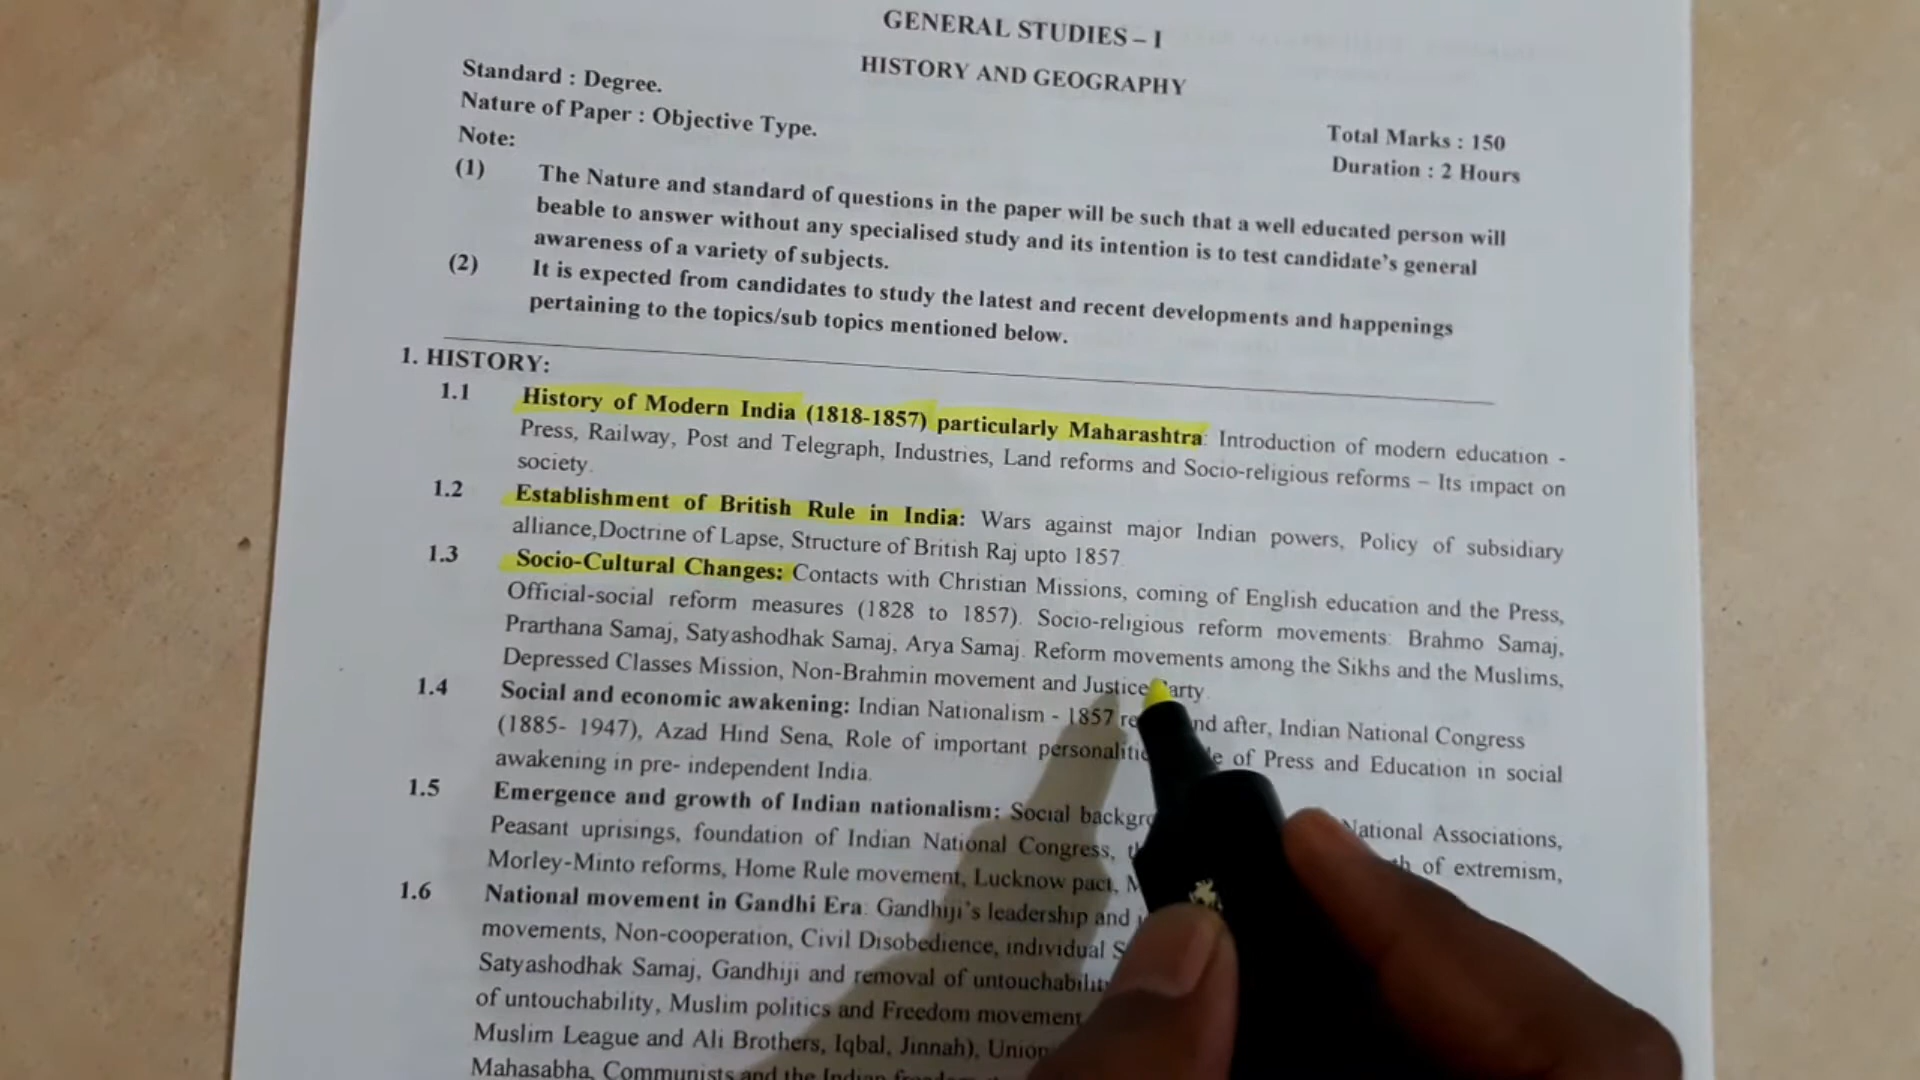 GENERAL STUDIES – I
HISTORY AND GEOGRAPHY
Standard : Degree.
Nature of Paper : Objective Type.
Total Marks : 150
Note:
Duration : 2 Hours
(1) The Nature and standard of questions in the paper will be such that a well educated person will
beable to answer without any specialised study and its intention is to test candidate's general
awareness of a variety of subjects.
(2) It is expected from candidates to study the latest and recent developments and happenings
pertaining to the topics/sub topics mentioned below.
1. HISTORY:
1.1 History of Modern India (1818-1857) particularly Maharashtra: Introduction of modern education -
Press, Railway, Post and Telegraph, Industries, Land reforms and Socio-religious reforms – Its impact on
society.
1.2 Establishment of British Rule in India: Wars against major Indian powers, Policy of subsidiary
alliance,Doctrine of Lapse, Structure of British Raj upto 1857.
1.3 Socio-Cultural Changes: Contacts with Christian Missions, coming of English education and the Press,
Official-social reform measures (1828 to 1857). Socio-religious reform movements: Brahmo Samaj,
Prarthana Samaj, Satyashodhak Samaj, Arya Samaj. Reform movements among the Sikhs and the Muslims,
Depressed Classes Mission, Non-Brahmin movement and Justice Party.
1.4 Social and economic awakening: Indian Nationalism - 1857 and after, Indian National Congress
(1885- 1947), Azad Hind Sena, Role of important of Press and Education in social
awakening in pre- independent India.
1.5 Emergence and growth of Indian nationalism: Social National Associations,
Peasant uprisings, foundation of Indian National Congress, of extremism,
Morley-Minto reforms, Home Rule movement, Lucknow pact,
1.6 National movement in Gandhi Era: Gandhiji's leadership and
movements, Non-cooperation, Civil Disobedience, individual
Satyashodhak Samaj, Gandhiji and removal of
of untouchability, Muslim politics and Freedom movement
Muslim League and Ali Brothers, Iqbal, Jinnah),
Mahasabha, Communists and the Indian